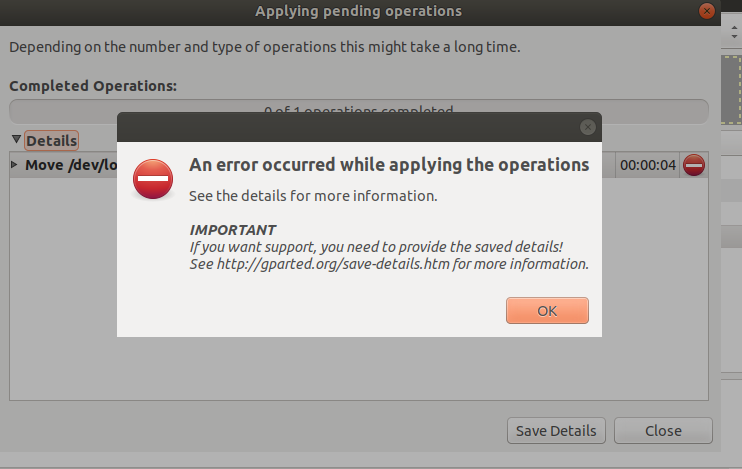 Applying pending operations
Depending on the number and type of operations this might take a long time.
Completed Operations:
0 of 1 operations completed
Details
Move /dev/lo
00:00:04
An error occurred while applying the operations
See the details for more information.
IMPORTANT
If you want support, you need to provide the saved details!
See http://gparted.org/save-details.htm for more information.
OK
Save Details
Close